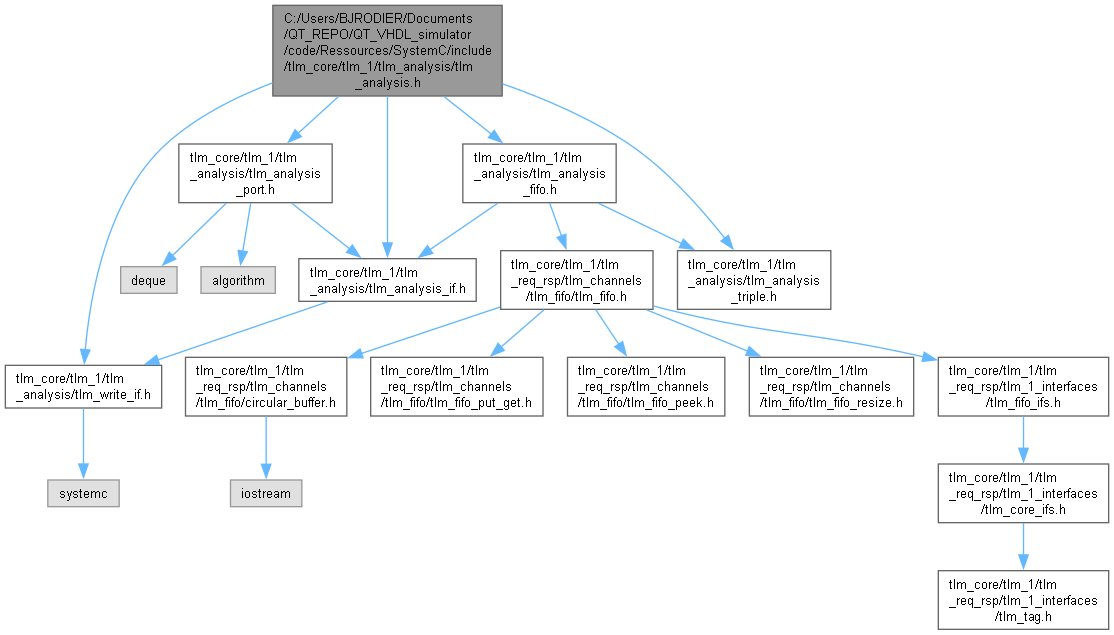 C:/Users/BJRODIER/Documents
/QT_REPO/QT_VHDL_simulator
/code/Ressources/SystemC/include
/tlm_core/tlm_1/tlm_analysis/tlm
_analysis.h
tlm_core/tlm_1/tlm
_analysis/tlm_analysis
_port.h
tlm_core/tlm_1/tlm
_analysis/tlm_analysis
_fifo.h
deque
algorithm
tlm_core/tlm_1/tlm
_analysis/tlm_analysis_if.h
tlm_core/tlm_1/tlm
_req_rsp/tlm_channels
/tlm_fifo/tlm_fifo.h
tlm_core/tlm_1/tlm
_analysis/tlm_analysis
_triple.h
tlm_core/tlm_1/tlm
_analysis/tlm_write_if.h
tlm_core/tlm_1/tlm
_req_rsp/tlm_channels
/tlm_fifo/circular_buffer.h
tlm_core/tlm_1/tlm
_req_rsp/tlm_channels
/tlm_fifo/tlm_fifo_put_get.h
tlm_core/tlm_1/tlm
_req_rsp/tlm_channels
/tlm_fifo/tlm_fifo_peek.h
tlm_core/tlm_1/tlm
_req_rsp/tlm_channels
/tlm_fifo/tlm_fifo_resize.h
tlm_core/tlm_1/tlm
_req_rsp/tlm_1_interfaces
/tlm_fifo_ifs.h
systemc
iostream
tlm_core/tlm_1/tlm
_req_rsp/tlm_1_interfaces
/tlm_core_ifs.h
tlm_core/tlm_1/tlm
_req_rsp/tlm_1_interfaces
/tlm_tag.h